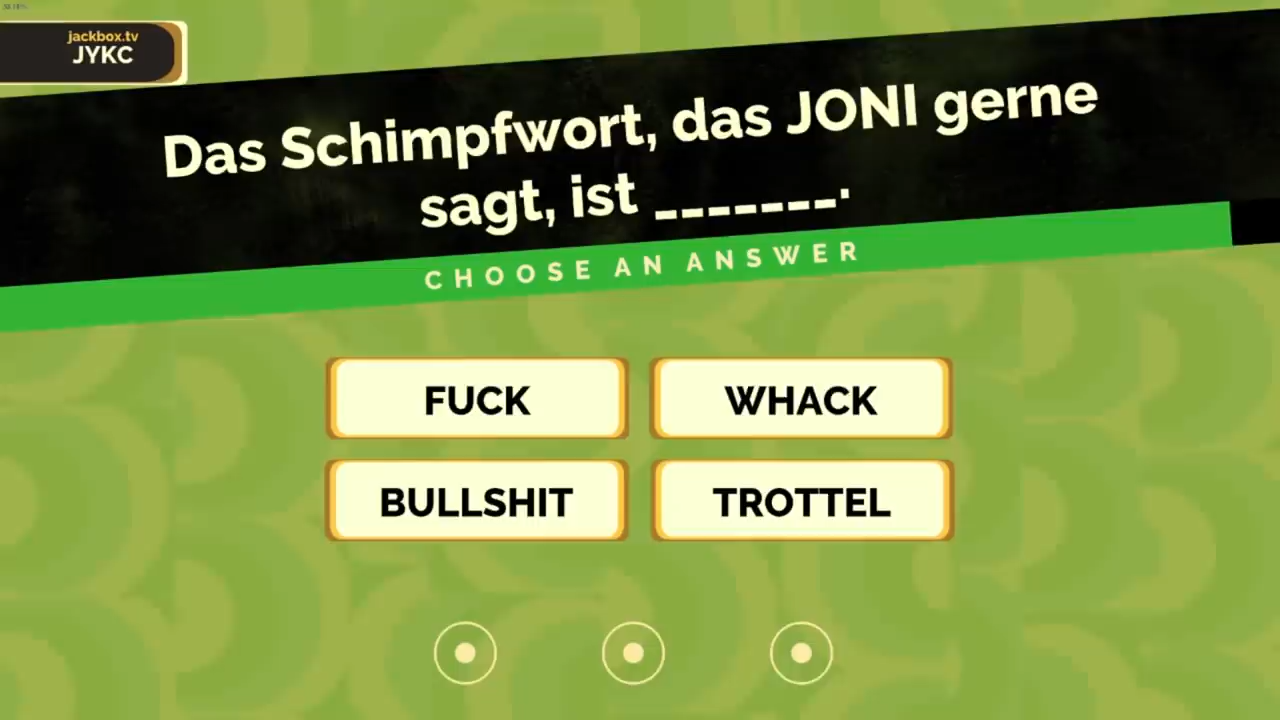 jackbox.tv
JYKC
Das Schimpfwort, das JONI gerne
sagt, ist _______.
CHOOSE AN ANSWER
FUCK
WHACK
BULLSHIT
TROTTEL